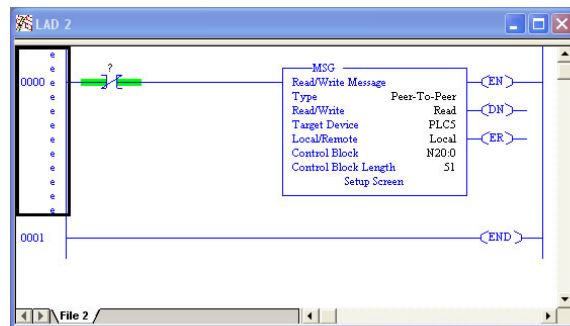 LAD 2
e
e
0000 e
e
e
e
e
e
e
e
e
?
MSG
Read/Write Message
Type Peer-To-Peer
Read/Write Read
Target Device PLC5
Local/Remote Local
Control Block N20:0
Control Block Length 51
Setup Screen
EN
DN
ER
0001
END
File 2